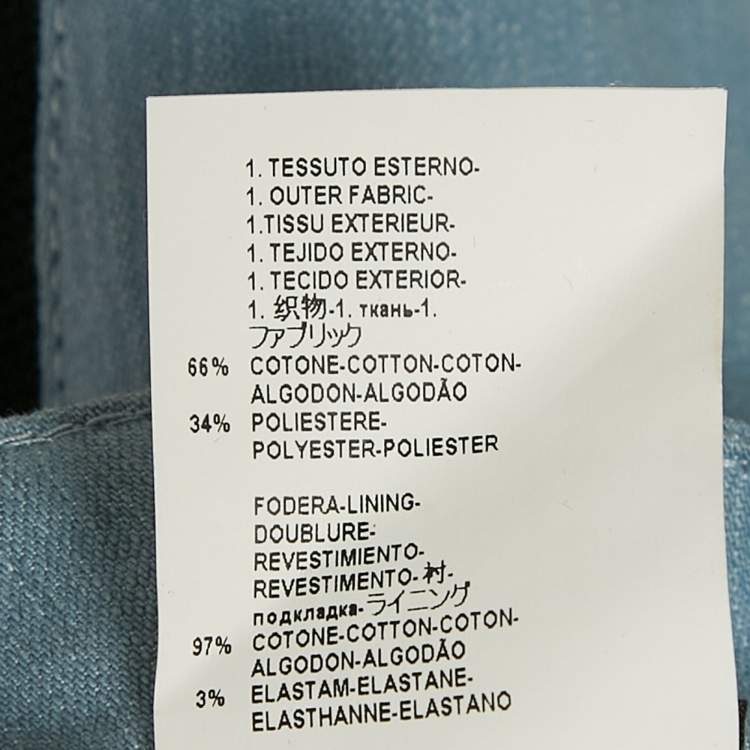 1. TESSUTO ESTERNO-
1. OUTER FABRIC-
1.TISSU EXTERIEUR-
1. TEJIDO EXTERNO-
1. TECIDO EXTERIOR-
1. 织物-1. ткань-1.
ファブリック
66% COTONE-COTTON-COTON-
ALGODON-ALGODÃO
34% POLIESTERE-
POLYESTER-POLIESTER
FODERA-LINING-
DOUBLURE-
REVESTIMIENTO-
REVESTIMENTO-衬-
подкладка-ライニング
97% COTONE-COTTON-COTON-
ALGODON-ALGODÃO
3% ELASTAM-ELASTANE-
ELASTHANNE-ELASTANO